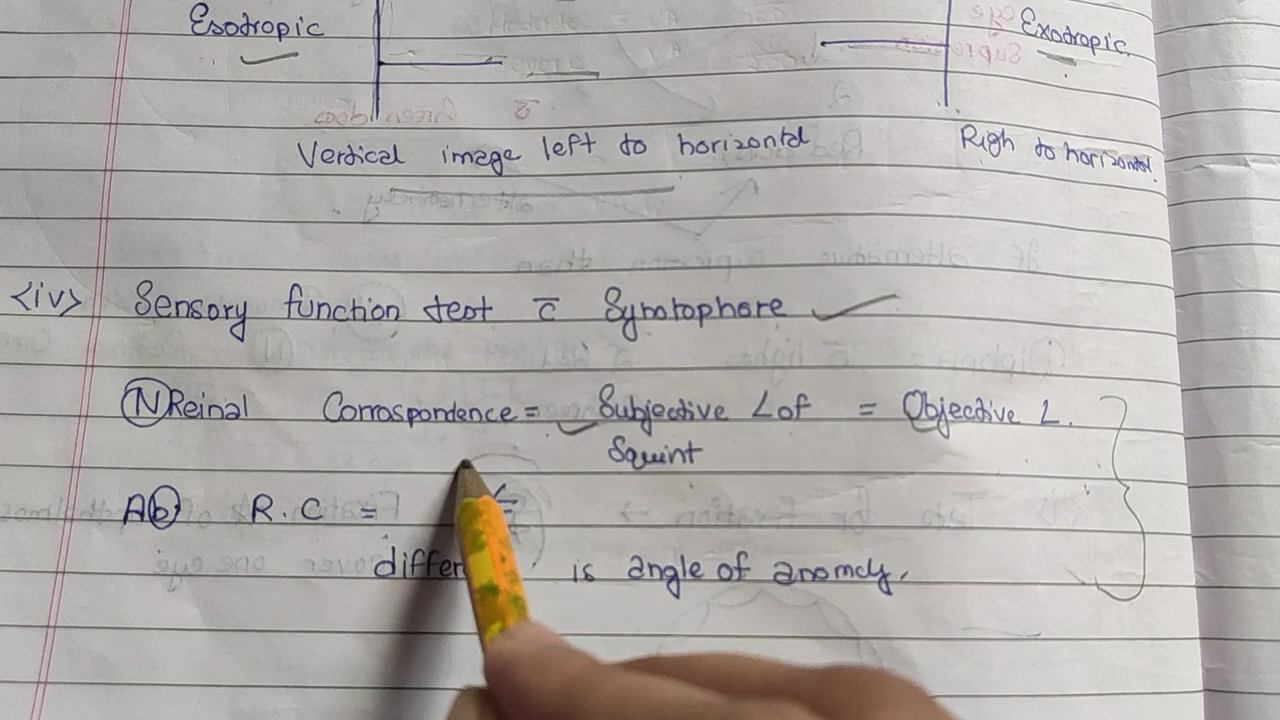 Esotropic
Exotropic.
Vertical image left to horizontal
Righ to horizontal.
<iv> Sensory function test c̅ Synotophore
(N) Reinal Corrospondence = Subjective ∠ of = Objective ∠.
Squint
Ab R.C = ≠
differ is angle of anomaly.